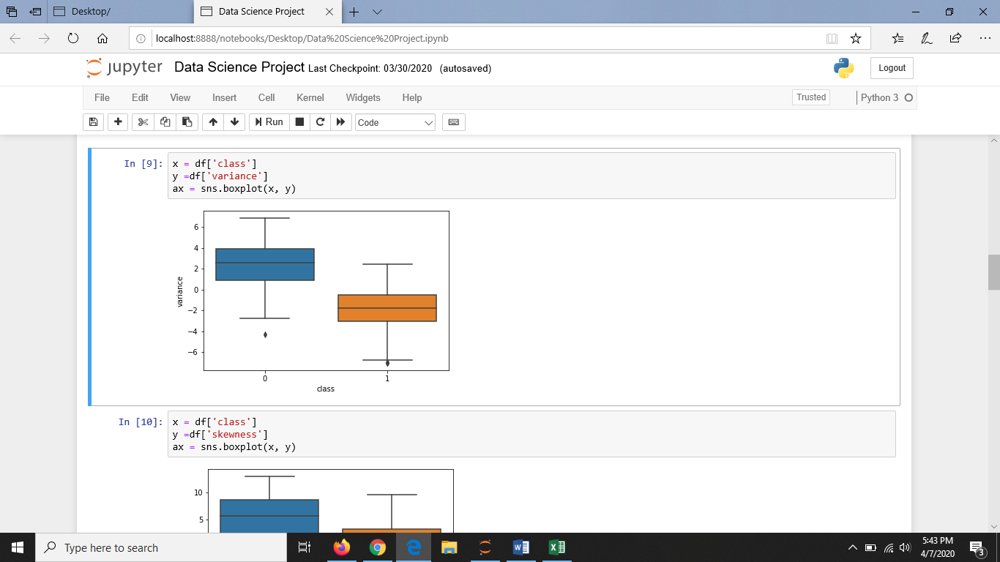 Desktop/
Data Science Project
localhost:8888/notebooks/Desktop/Data%20Science%20Project.ipynb
jupyter Data Science Project Last Checkpoint: 03/30/2020 (autosaved)
Logout
File Edit View Insert Cell Kernel Widgets Help
Trusted
Python 3
Run
Code
In [9]:
x = df['class']
y =df['variance']
ax = sns.boxplot(x, y)
6
4
2
0
−2
−4
−6
variance
0 1
class
In [10]:
x = df['class']
y =df['skewness']
ax = sns.boxplot(x, y)
10
5
Type here to search
5:43 PM
4/7/2020
3